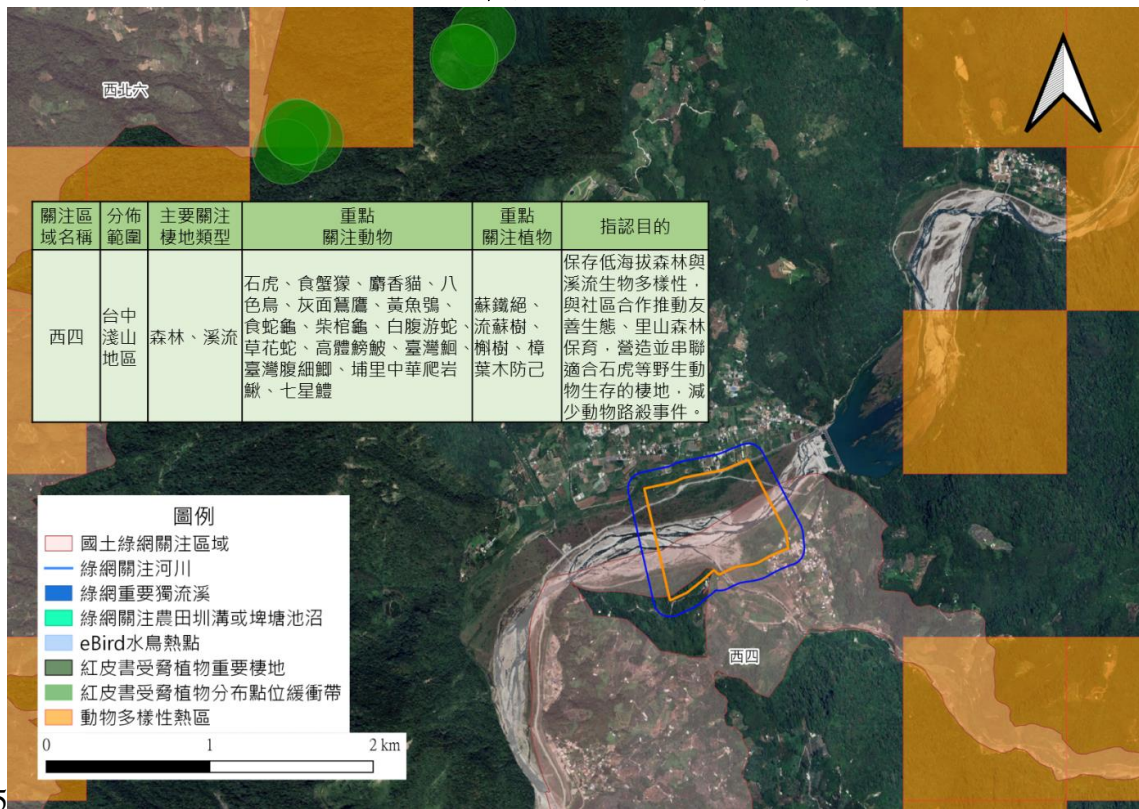 西北六
關注區
域名稱
分佈
範圍
主要關注
棲地類型
重點
關注動物
重點
關注植物
指認目的
西四
台中
淺山
地區
森林、溪流
石虎、食蟹獴、麝香貓、八
色鳥、灰面鵟鷹、黃魚鴞、
食蛇龜、柴棺龜、白腹游蛇、
草花蛇、高體鰟鮍、臺灣鮰、
臺灣腹細鯽、埔里中華爬岩
鰍、七星鱧
蘇鐵絕、
流蘇樹、
槲樹、樟
葉木防己
保存低海拔森林與
溪流生物多樣性，
與社區合作推動友
善生態、里山森林
保育，營造並串聯
適合石虎等野生動
物生存的棲地，減
少動物路殺事件。
圖例
國土綠網關注區域
綠網關注河川
綠網重要獨流溪
綠網關注農田圳溝或埤塘池沼
eBird水鳥熱點
紅皮書受脅植物重要棲地
紅皮書受脅植物分布點位緩衝帶
動物多樣性熱區
0 1 2 km
西四
5